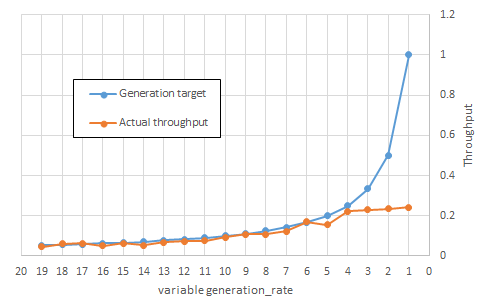 1.2
1
0.8
0.6
0.4
0.2
0
Throughput
Generation target
Actual throughput
20 19 18 17 16 15 14 13 12 11 10 9 8 7 6 5 4 3 2 1 0
variable generation_rate